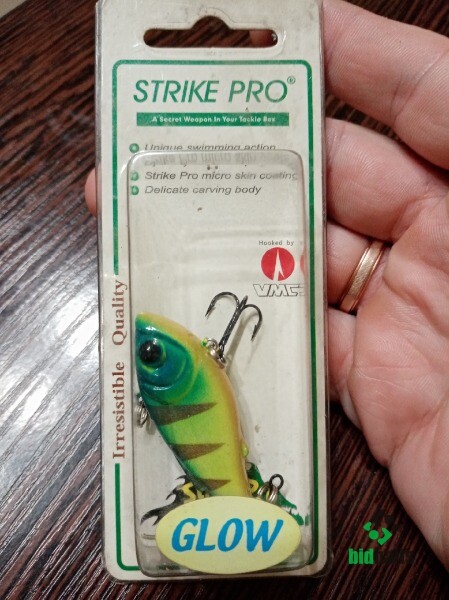 STRIKE PRO®
A Secret Weapon In Your Tackle Box
Unique swimming action
Strike Pro micro skin coating
Delicate carving body
Hooked by
VMC
Irresistible Quality
GLOW